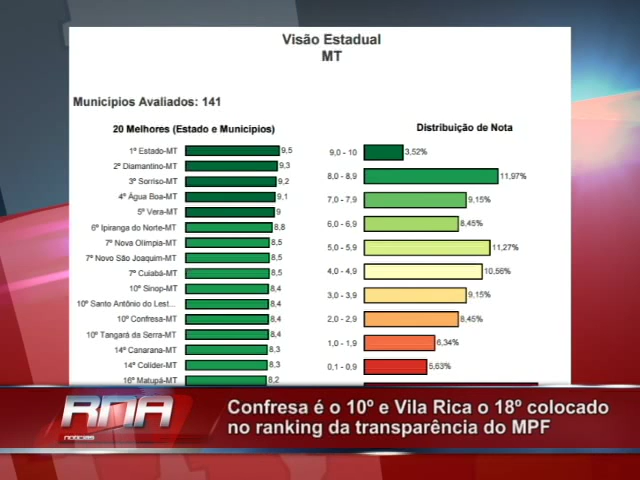 Visão Estadual
MT
Municípios Avaliados: 141
20 Melhores (Estado e Municípios)
1º Estado-MT 9,5
2º Diamantino-MT 9,3
3º Sorriso-MT 9,2
4º Água Boa-MT 9,1
5º Vera-MT 9
6º Ipiranga do Norte-MT 8,8
7º Nova Olímpia-MT 8,5
7º Novo São Joaquim-MT 8,5
7º Cuiabá-MT 8,5
10º Sinop-MT 8,4
10º Santo Antônio do Lest... 8,4
10º Confresa-MT 8,4
10º Tangará da Serra-MT 8,4
14º Canarana-MT 8,3
14º Colíder-MT 8,3
16º Matupá-MT 8,2
Distribuição de Nota
9,0 - 10 3,52%
8,0 - 8,9 11,97%
7,0 - 7,9 9,15%
6,0 - 6,9 8,45%
5,0 - 5,9 11,27%
4,0 - 4,9 10,56%
3,0 - 3,9 9,15%
2,0 - 2,9 8,45%
1,0 - 1,9 6,34%
0,1 - 0,9 5,63%
RNA
notícias
Confresa é o 10º e Vila Rica o 18º colocado
no ranking da transparência do MPF